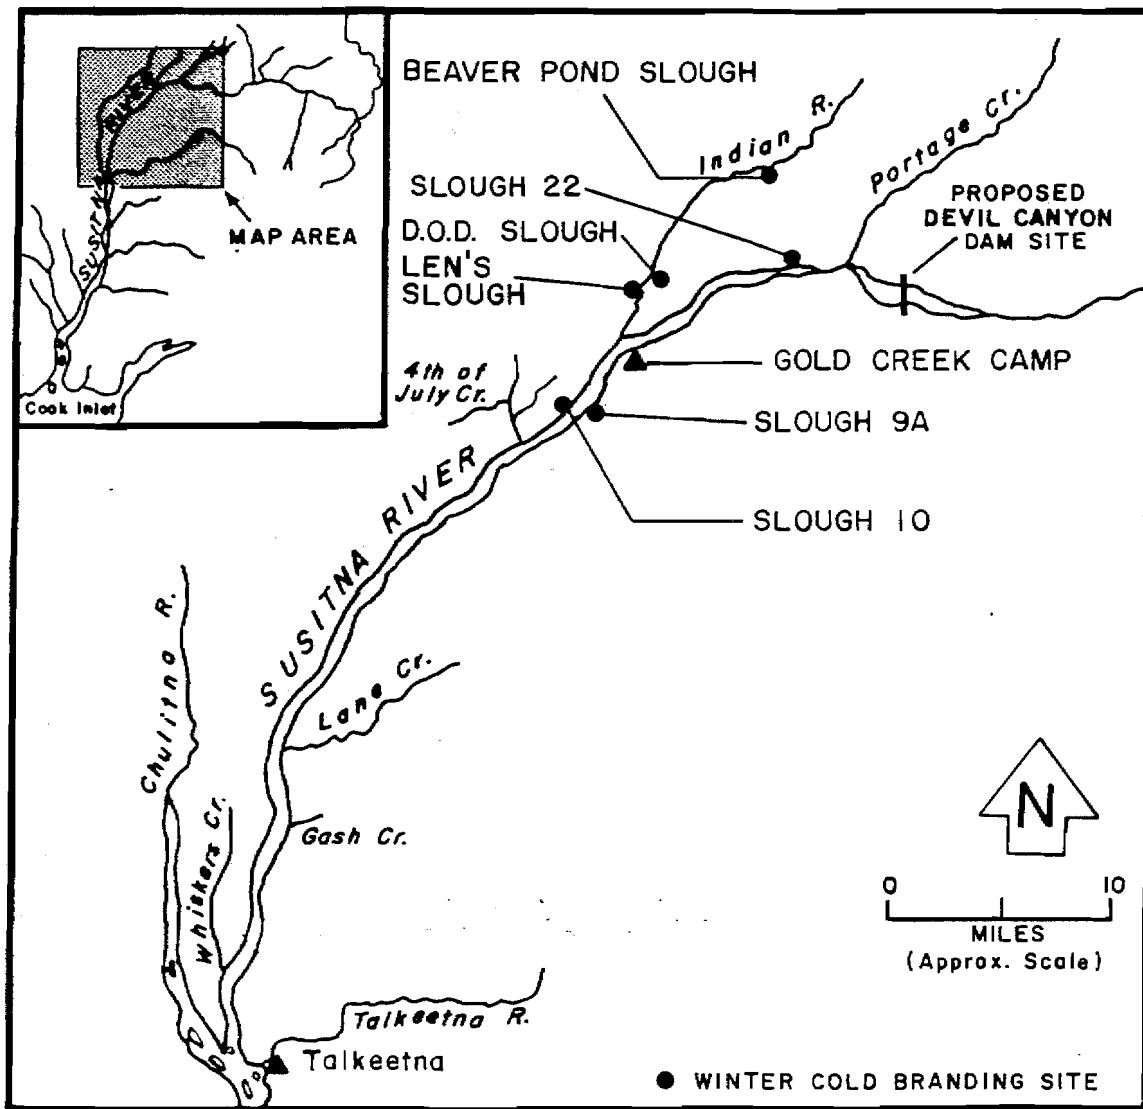 BEAVER POND SLOUGH
Indian R.
Portage Cr.
SLOUGH 22
PROPOSED
DEVIL CANYON
DAM SITE
D.O.D. SLOUGH
LEN'S
SLOUGH
RIVER
SUSITNA
MAP AREA
Cook Inlet
4th of
July Cr.
GOLD CREEK CAMP
SLOUGH 9A
SLOUGH 10
SUSITNA RIVER
Chulitna R.
Lane Cr.
Whiskers Cr.
Gash Cr.
N
0 10
MILES
(Approx. Scale)
Talkeetna R.
Talkeetna
WINTER COLD BRANDING SITE